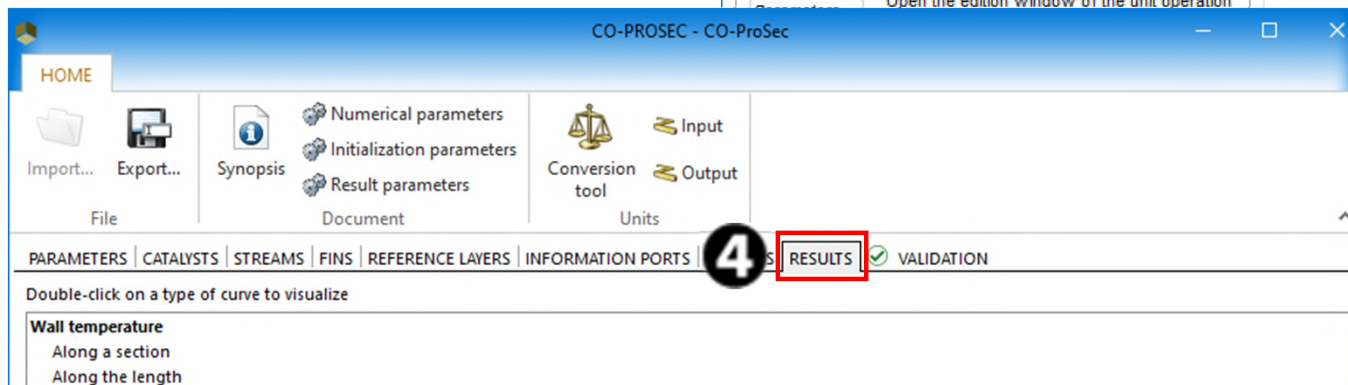 Open the edition window of the unit operation
CO-PROSEC - CO-ProSec
HOME
Import...
Export...
File
Synopsis
Numerical parameters
Initialization parameters
Result parameters
Document
Conversion
tool
Input
Output
Units
PARAMETERS CATALYSTS STREAMS FINS REFERENCE LAYERS INFORMATION PORTS 4 RESULTS VALIDATION
Double-click on a type of curve to visualize
Wall temperature
Along a section
Along the length